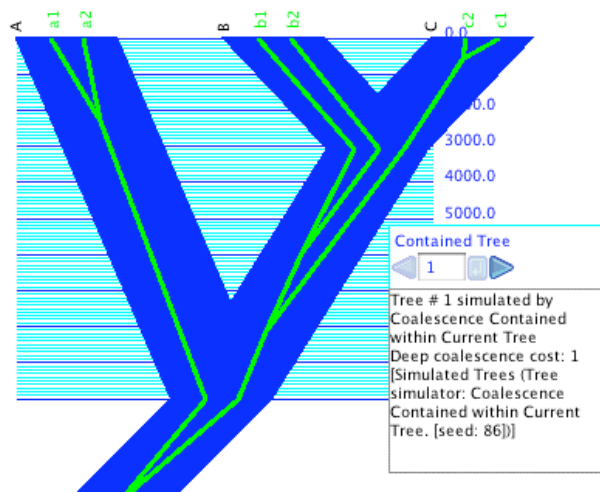 A a1 a2 B b1 b2 C c2 c1
0.0
00.0
3000.0
4000.0
5000.0
Contained Tree
1
Tree # 1 simulated by
Coalescence Contained
within Current Tree
Deep coalescence cost: 1
[Simulated Trees (Tree
simulator: Coalescence
Contained within Current
Tree. [seed: 86])]